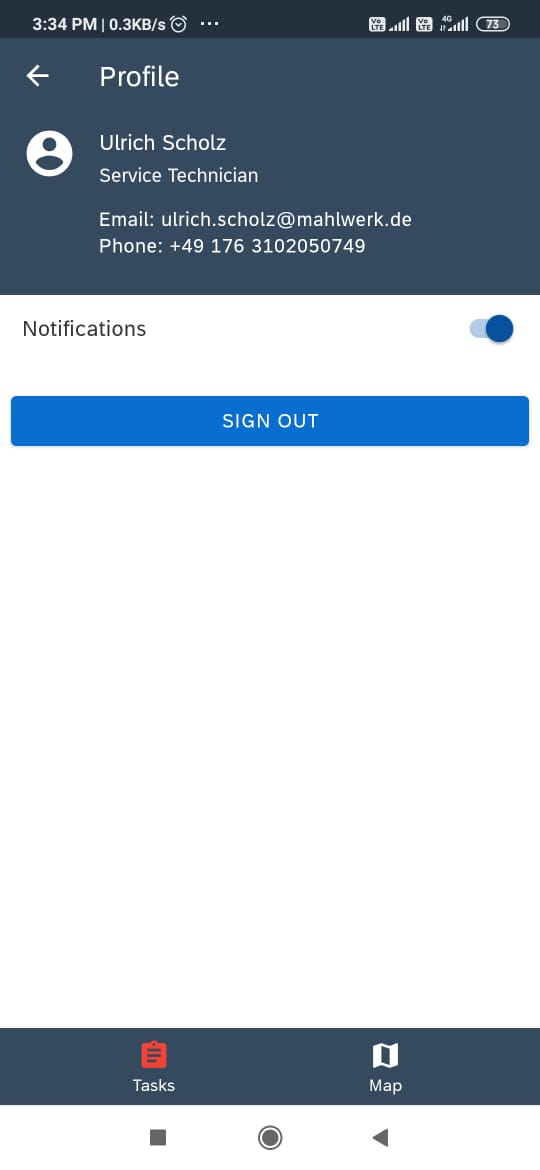 3:34 PM | 0.3KB/s ...
Vo LTE Vo LTE 4G 73
Profile
Ulrich Scholz
Service Technician
Email: ulrich.scholz@mahlwerk.de
Phone: +49 176 3102050749
Notifications
SIGN OUT
Tasks
Map